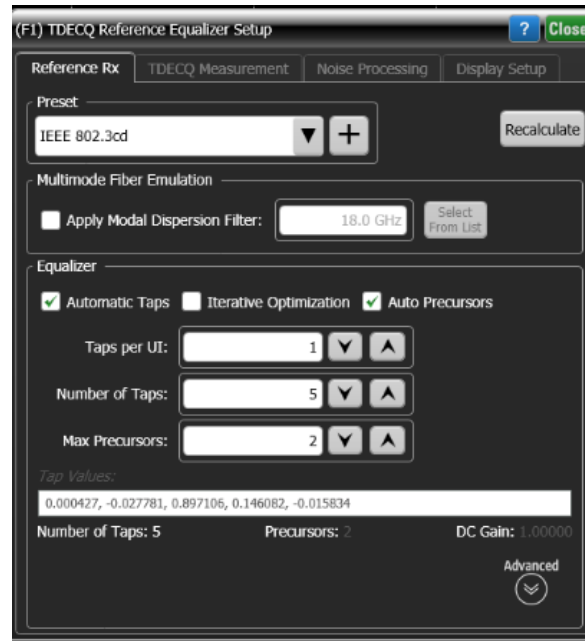 (F1) TDECQ Reference Equalizer Setup ? Close
Reference Rx TDECQ Measurement Noise Processing Display Setup
Preset
IEEE 802.3cd
Recalculate
Multimode Fiber Emulation
Apply Modal Dispersion Filter: 18.0 GHz Select From List
Equalizer
Automatic Taps Iterative Optimization Auto Precursors
Taps per UI: 1
Number of Taps: 5
Max Precursors: 2
Tap Values:
0.000427, -0.027781, 0.897106, 0.146082, -0.015834
Number of Taps: 5 Precursors: 2 DC Gain: 1.00000
Advanced